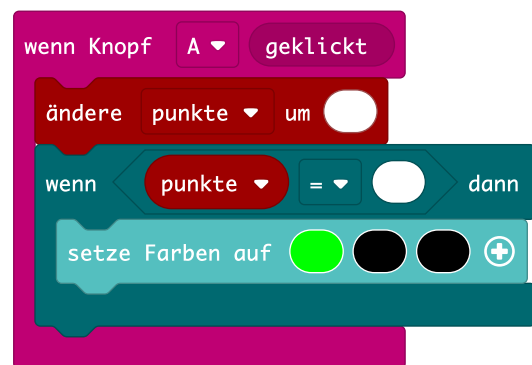 wenn Knopf A geklickt
ändere punkte um
wenn punkte = dann
setze Farben auf